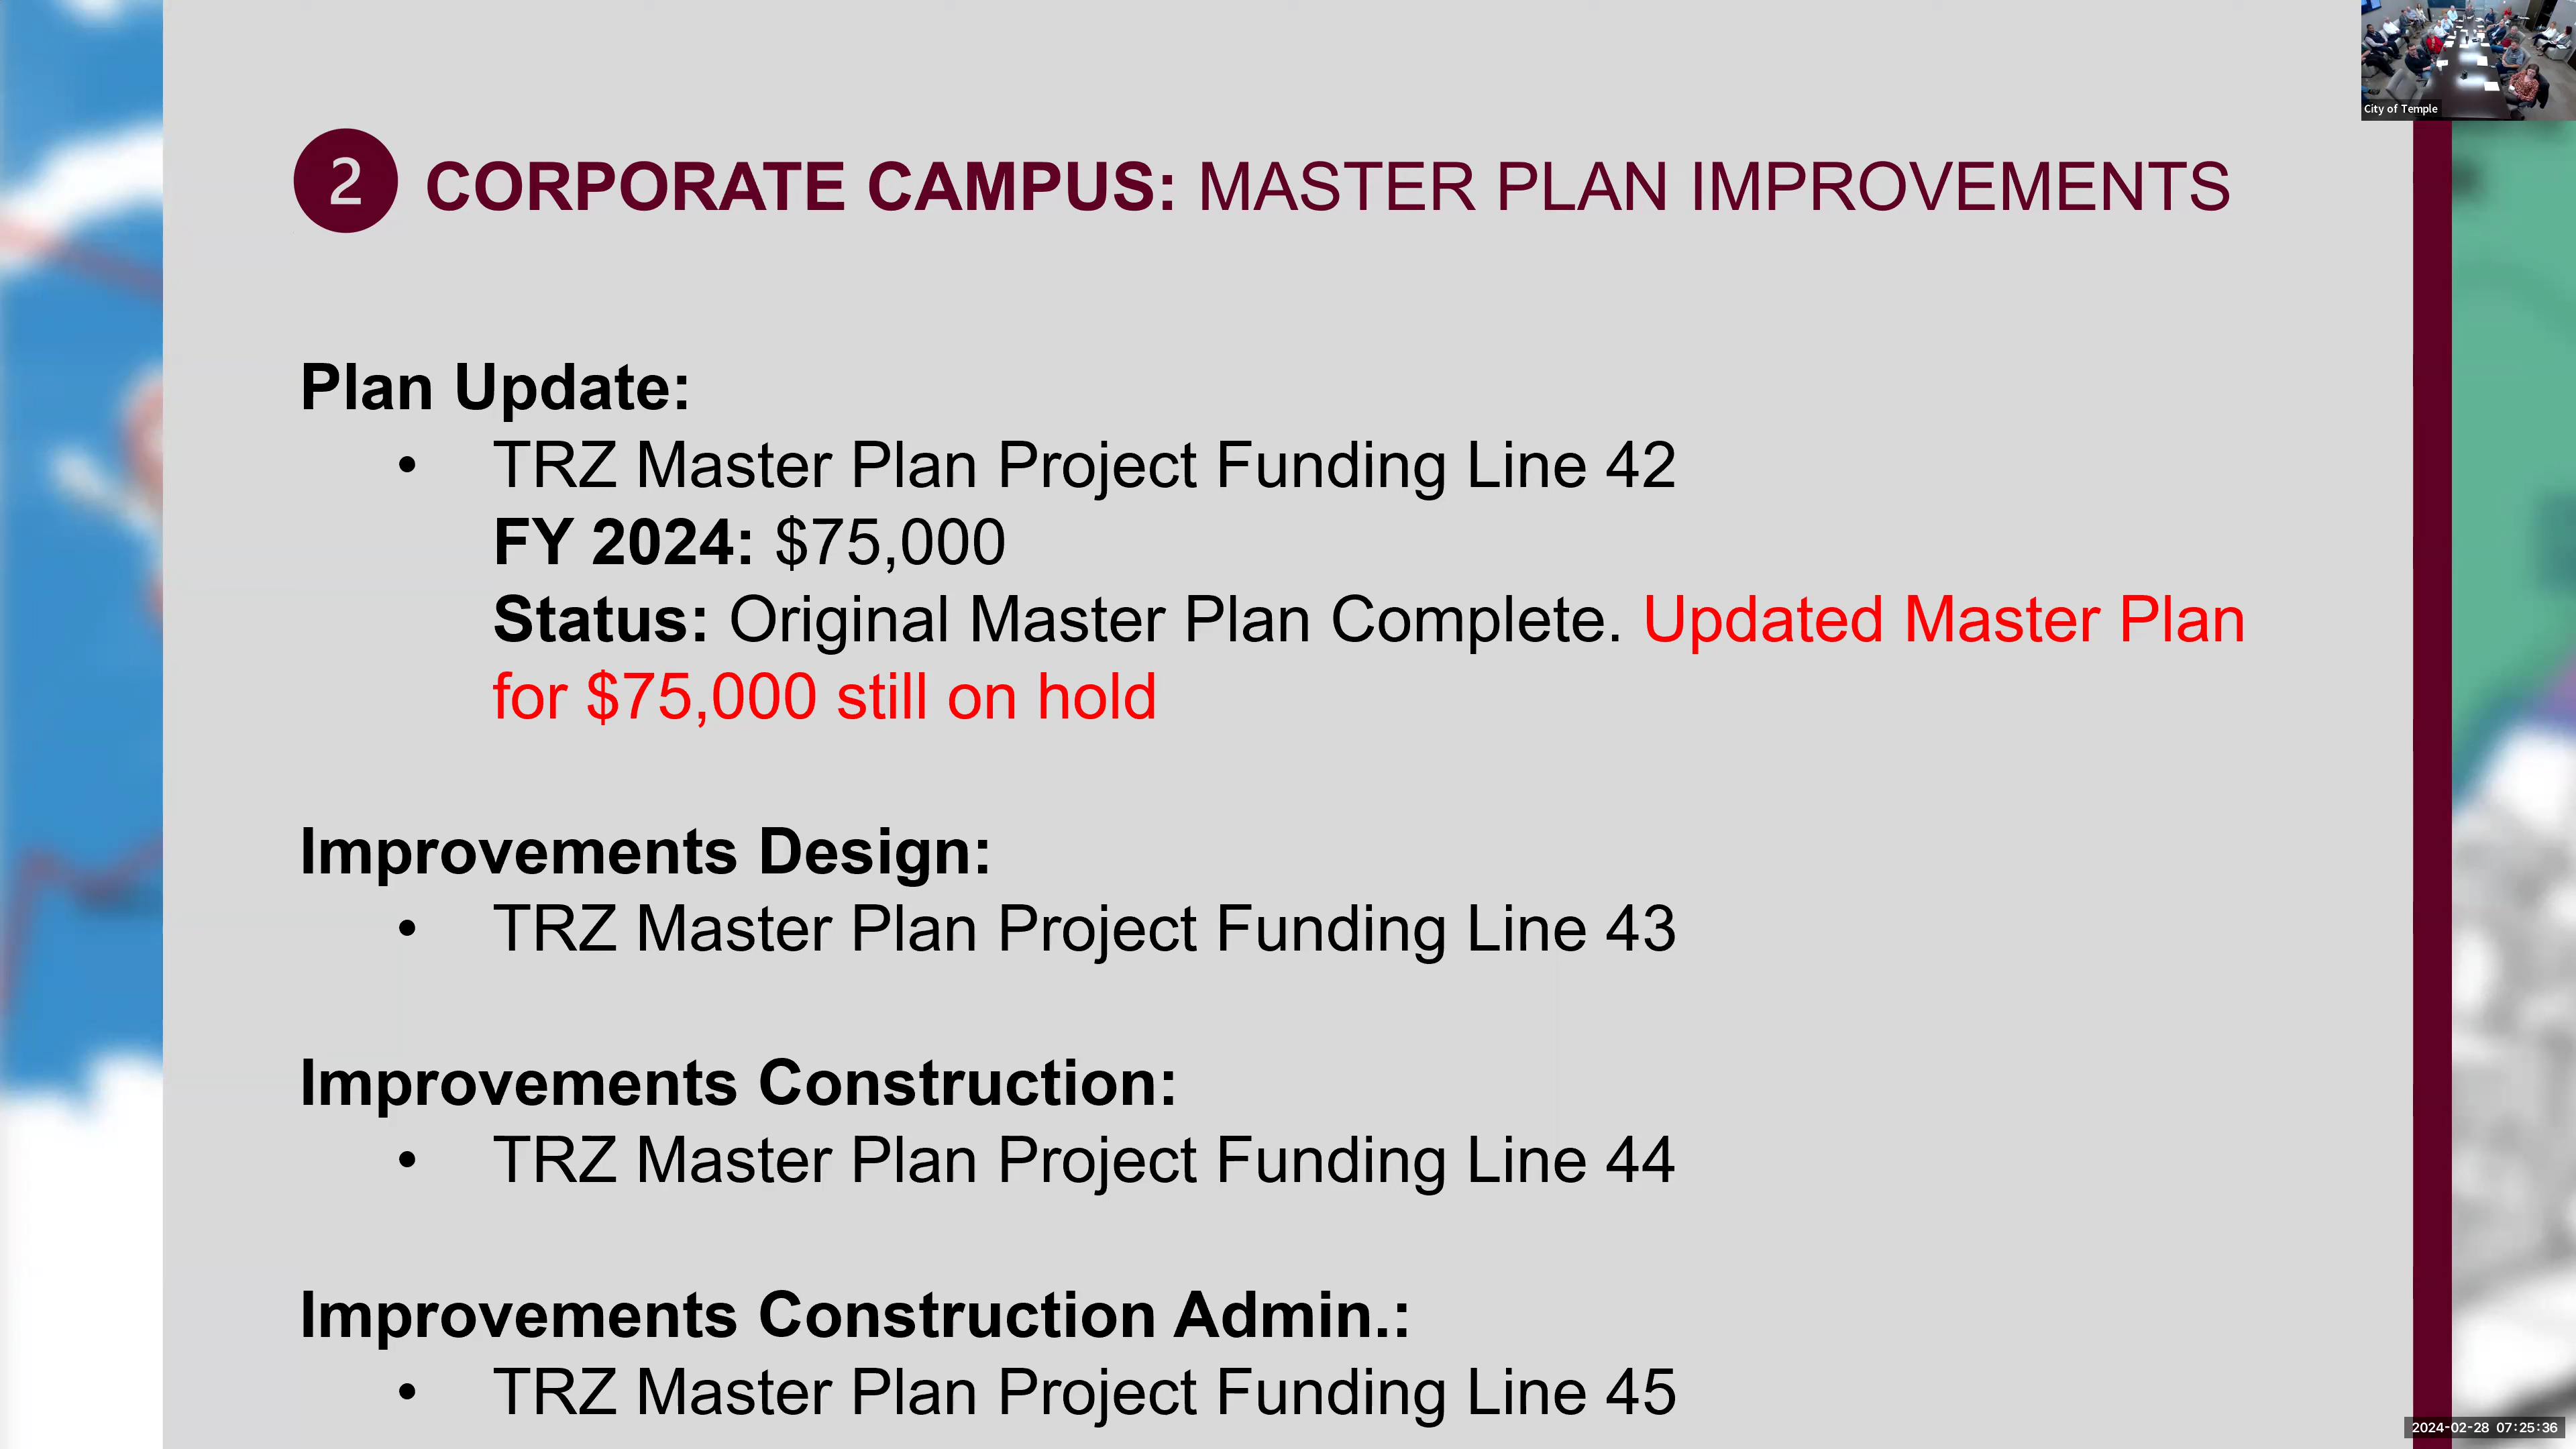 City of Temple
2 CORPORATE CAMPUS: MASTER PLAN IMPROVEMENTS
Plan Update:
• TRZ Master Plan Project Funding Line 42
FY 2024: $75,000
Status: Original Master Plan Complete. Updated Master Plan
for $75,000 still on hold
Improvements Design:
• TRZ Master Plan Project Funding Line 43
Improvements Construction:
• TRZ Master Plan Project Funding Line 44
Improvements Construction Admin.:
• TRZ Master Plan Project Funding Line 45
2024-02-28 07:25:36